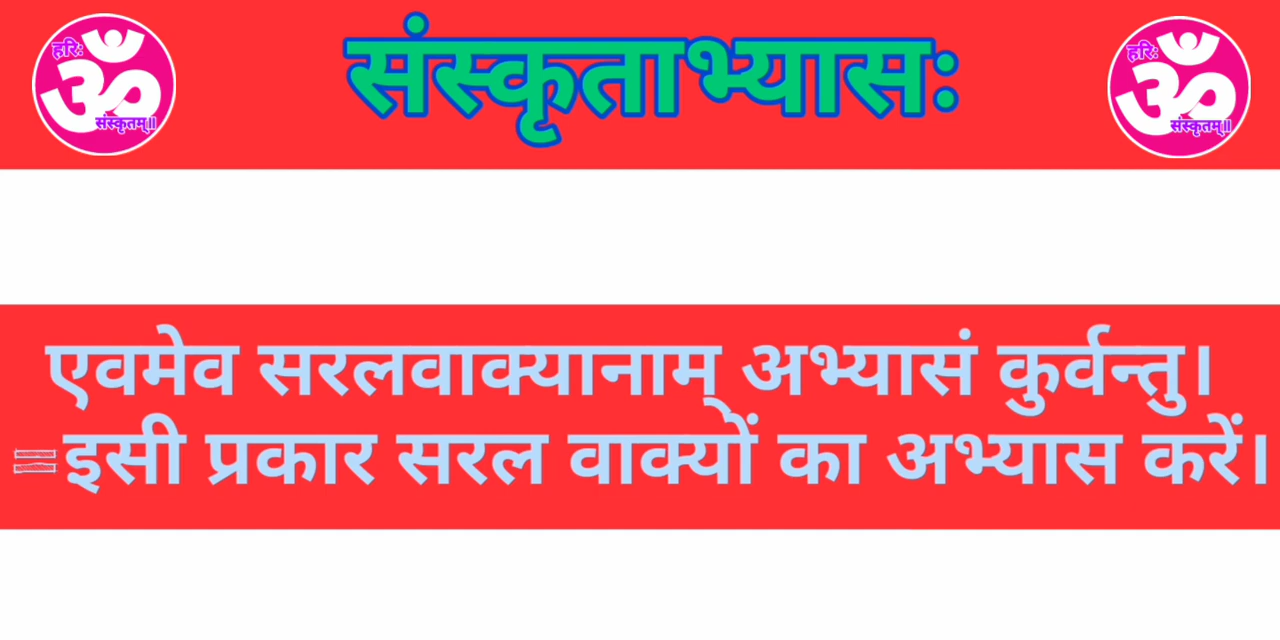 हरिः
ॐ
संस्कृतम्॥
संस्कृताभ्यासः
हरिः
ॐ
संस्कृतम्॥
एवमेव सरलवाक्यानाम् अभ्यासं कुर्वन्तु।
=इसी प्रकार सरल वाक्यों का अभ्यास करें।